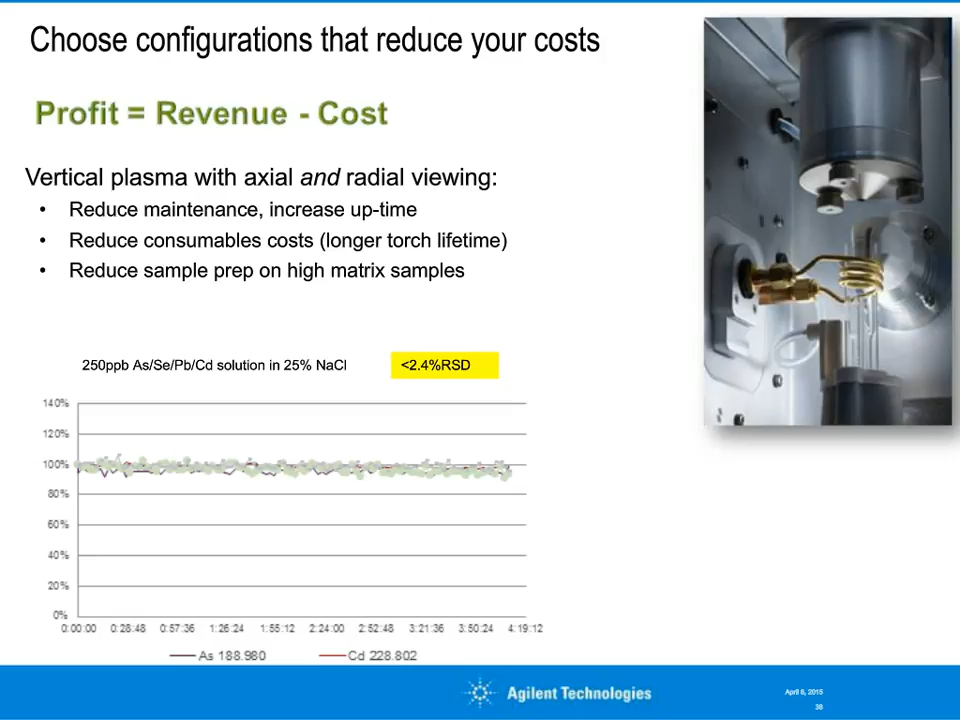 Choose configurations that reduce your costs
Profit = Revenue - Cost
Vertical plasma with axial and radial viewing:
• Reduce maintenance, increase up-time
• Reduce consumables costs (longer torch lifetime)
• Reduce sample prep on high matrix samples
250ppb As/Se/Pb/Cd solution in 25% NaCl <2.4%RSD
140%
120%
100%
80%
60%
40%
20%
0%
0:00:00 0:28:48 0:57:36 1:26:24 1:55:12 2:24:00 2:52:48 3:21:36 3:50:24 4:19:12
As 188.980 Cd 228.802
Agilent Technologies
April 8, 2015
38